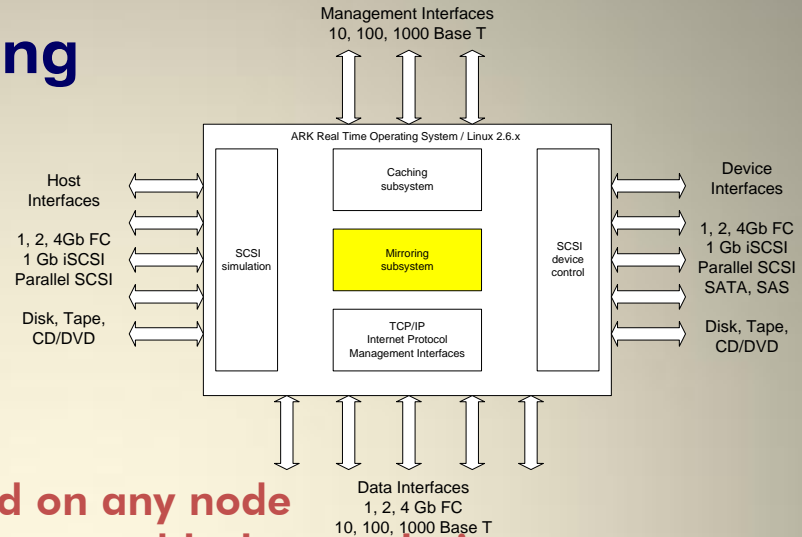 Management Interfaces
10, 100, 1000 Base T
ng
ARK Real Time Operating System / Linux 2.6.x
Host
Interfaces
1, 2, 4Gb FC
1 Gb iSCSI
Parallel SCSI
Disk, Tape,
CD/DVD
SCSI
simulation
Caching
subsystem
Mirroring
subsystem
TCP/IP
Internet Protocol
Management Interfaces
SCSI
device
control
Device
Interfaces
1, 2, 4Gb FC
1 Gb iSCSI
Parallel SCSI
SATA, SAS
Disk, Tape,
CD/DVD
d on any node
Data Interfaces
1, 2, 4 Gb FC
10, 100, 1000 Base T